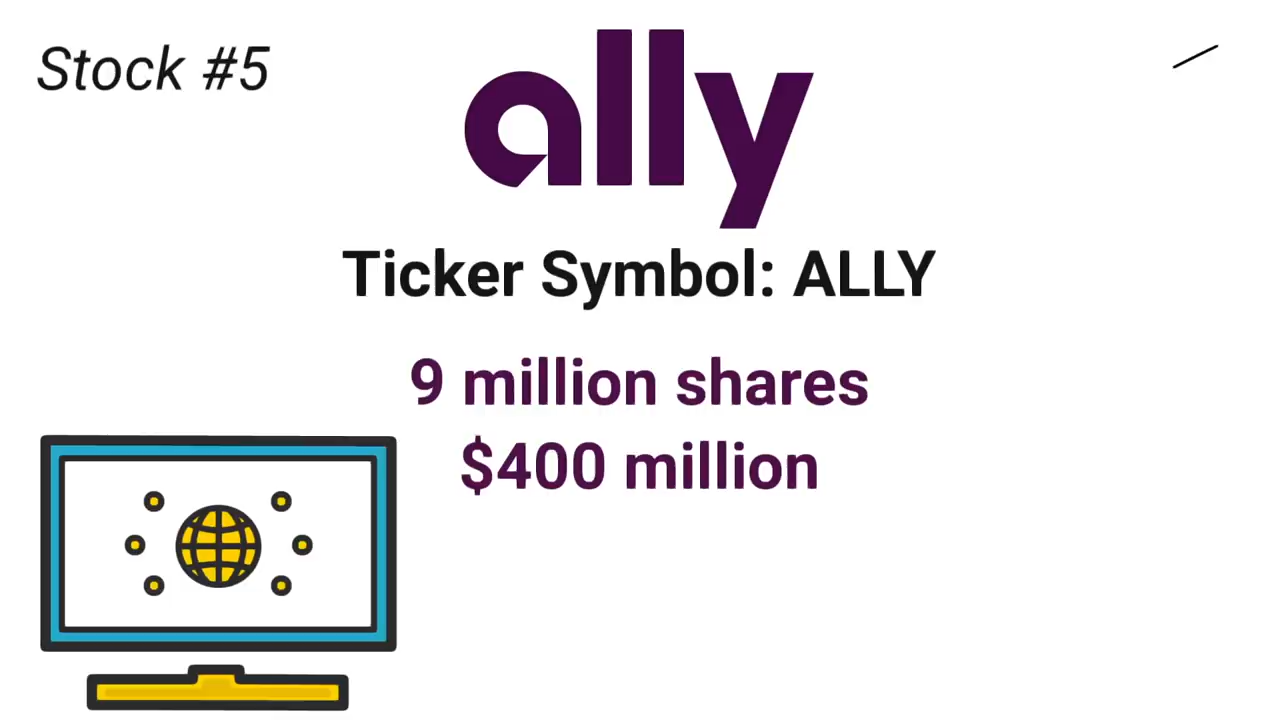 Stock #5
ally
Ticker Symbol: ALLY
9 million shares
$400 million